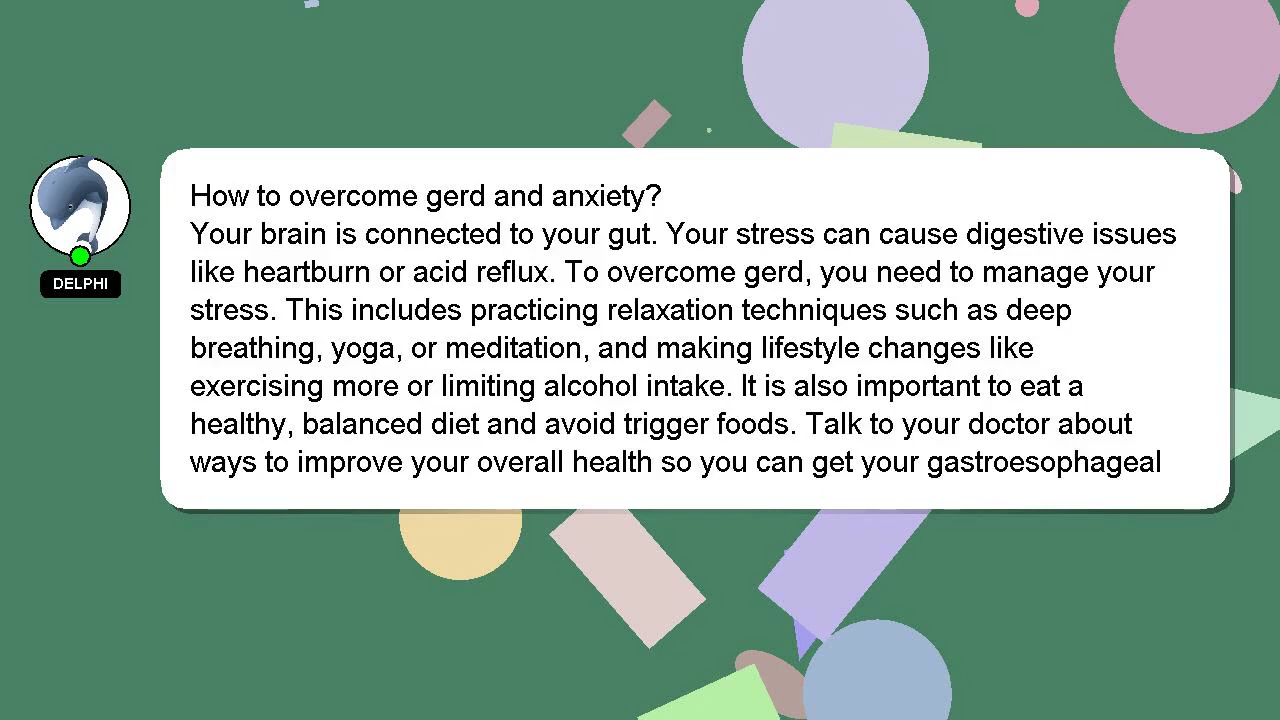 How to overcome gerd and anxiety?
Your brain is connected to your gut. Your stress can cause digestive issues
like heartburn or acid reflux. To overcome gerd, you need to manage your
stress. This includes practicing relaxation techniques such as deep
breathing, yoga, or meditation, and making lifestyle changes like
exercising more or limiting alcohol intake. It is also important to eat a
healthy, balanced diet and avoid trigger foods. Talk to your doctor about
ways to improve your overall health so you can get your gastroesophageal
DELPHI